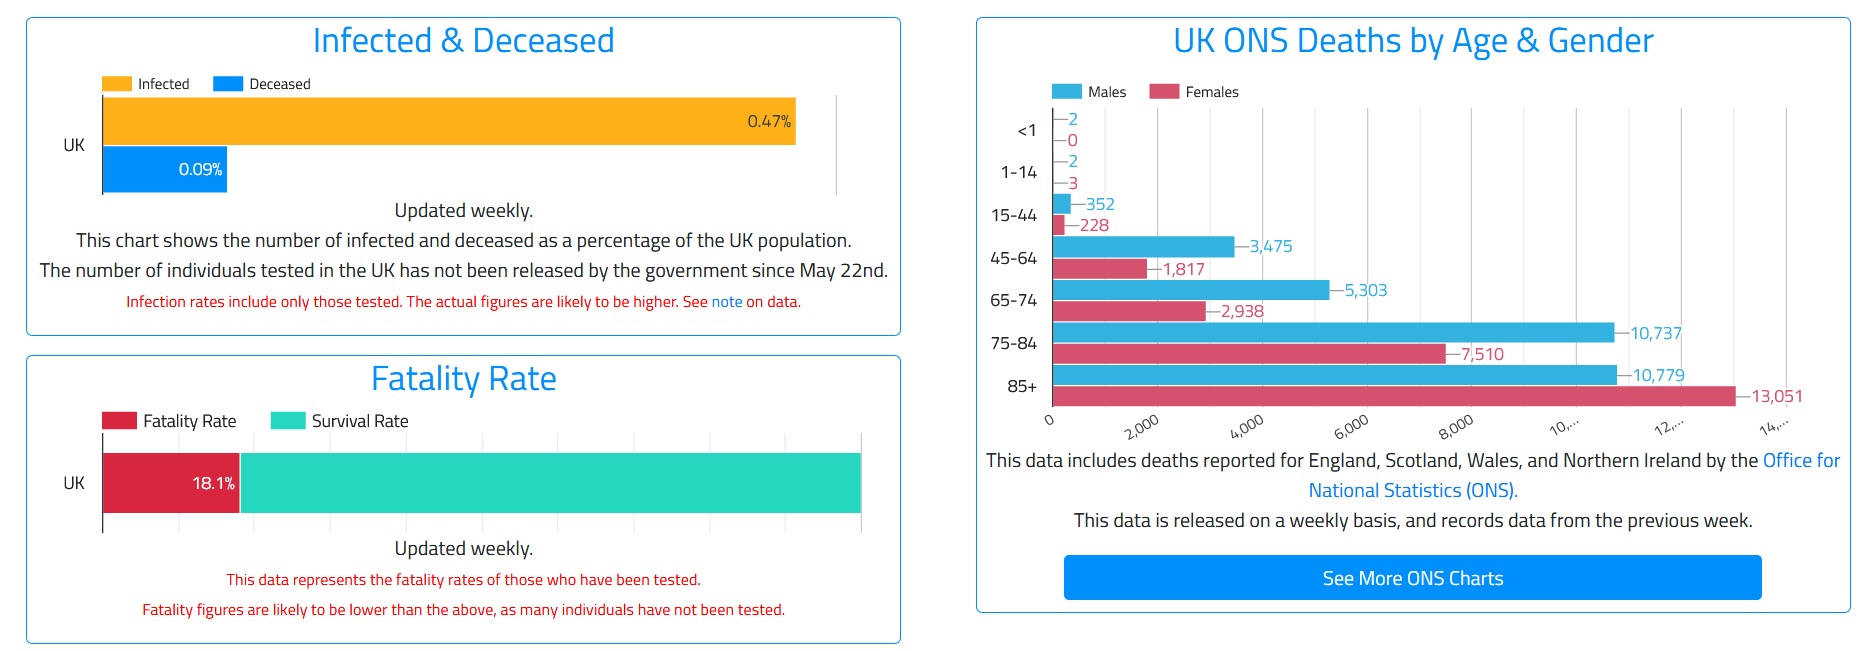 Infected & Deceased
Infected Deceased
0.47%
UK
0.09%
Updated weekly.
This chart shows the number of infected and deceased as a percentage of the UK population.
The number of individuals tested in the UK has not been released by the government since May 22nd.
Infection rates include only those tested. The actual figures are likely to be higher. See note on data.
Fatality Rate
Fatality Rate Survival Rate
UK 18.1%
Updated weekly.
This data represents the fatality rates of those who have been tested.
Fatality figures are likely to be lower than the above, as many individuals have not been tested.
UK ONS Deaths by Age & Gender
Males Females
2
<1
0
2
1-14
3
352
15-44
228
3,475
45-64
1,817
5,303
65-74
2,938
10,737
75-84
7,510
10,779
85+
13,051
0 2,000 4,000 6,000 8,000 10,... 12,... 14,...
This data includes deaths reported for England, Scotland, Wales, and Northern Ireland by the Office for
National Statistics (ONS).
This data is released on a weekly basis, and records data from the previous week.
See More ONS Charts